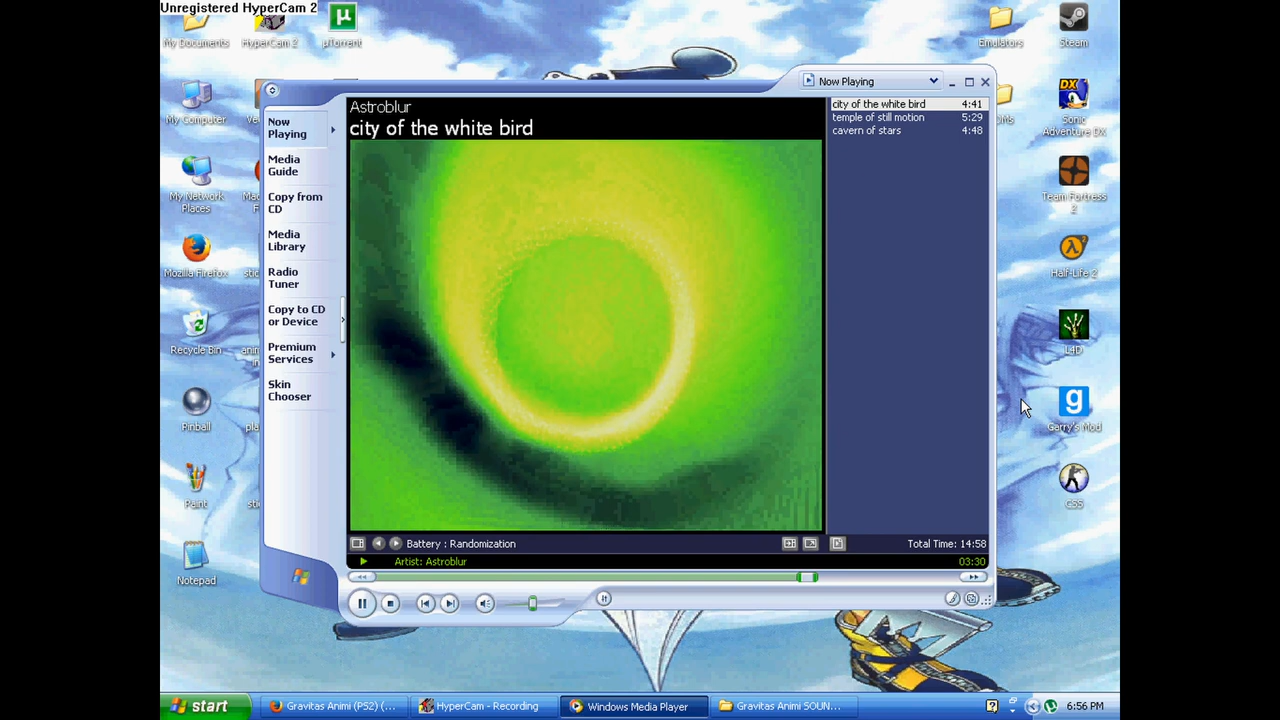 Unregistered HyperCam 2
My Documents
HyperCam 2
µTorrent
Emulators
Steam
My Computer
Sonic
Adventure DX
My Network
Places
Team Fortress
2
Mozilla Firefox
Half-Life 2
Recycle Bin
L4D
Pinball
Garry's Mod
Paint
CSS
Notepad
Now Playing
Astroblur
city of the white bird
city of the white bird 4:41
temple of still motion 5:29
cavern of stars 4:48
Now
Playing
Media
Guide
Copy from
CD
Media
Library
Radio
Tuner
Copy to CD
or Device
Premium
Services
Skin
Chooser
Battery : Randomization
Total Time: 14:58
Artist: Astroblur
03:30
start
Gravitas Animi (PS2) (...
HyperCam - Recording
Windows Media Player
Gravitas Animi SOUN...
6:56 PM